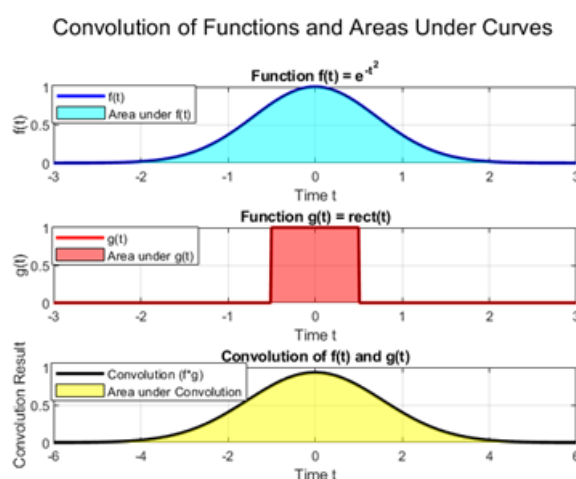 Convolution of Functions and Areas Under Curves
Function f(t) = e^-t^2
f(t)
Area under f(t)
f(t)
1
0.5
0
-3 -2 -1 0 1 2 3
Time t
Function g(t) = rect(t)
g(t)
Area under g(t)
g(t)
1
0.5
0
-3 -2 -1 0 1 2 3
Time t
Convolution of f(t) and g(t)
Convolution (f*g)
Area under Convolution
Convolution Result
1
0.5
0
-6 -4 -2 0 2 4 6
Time t